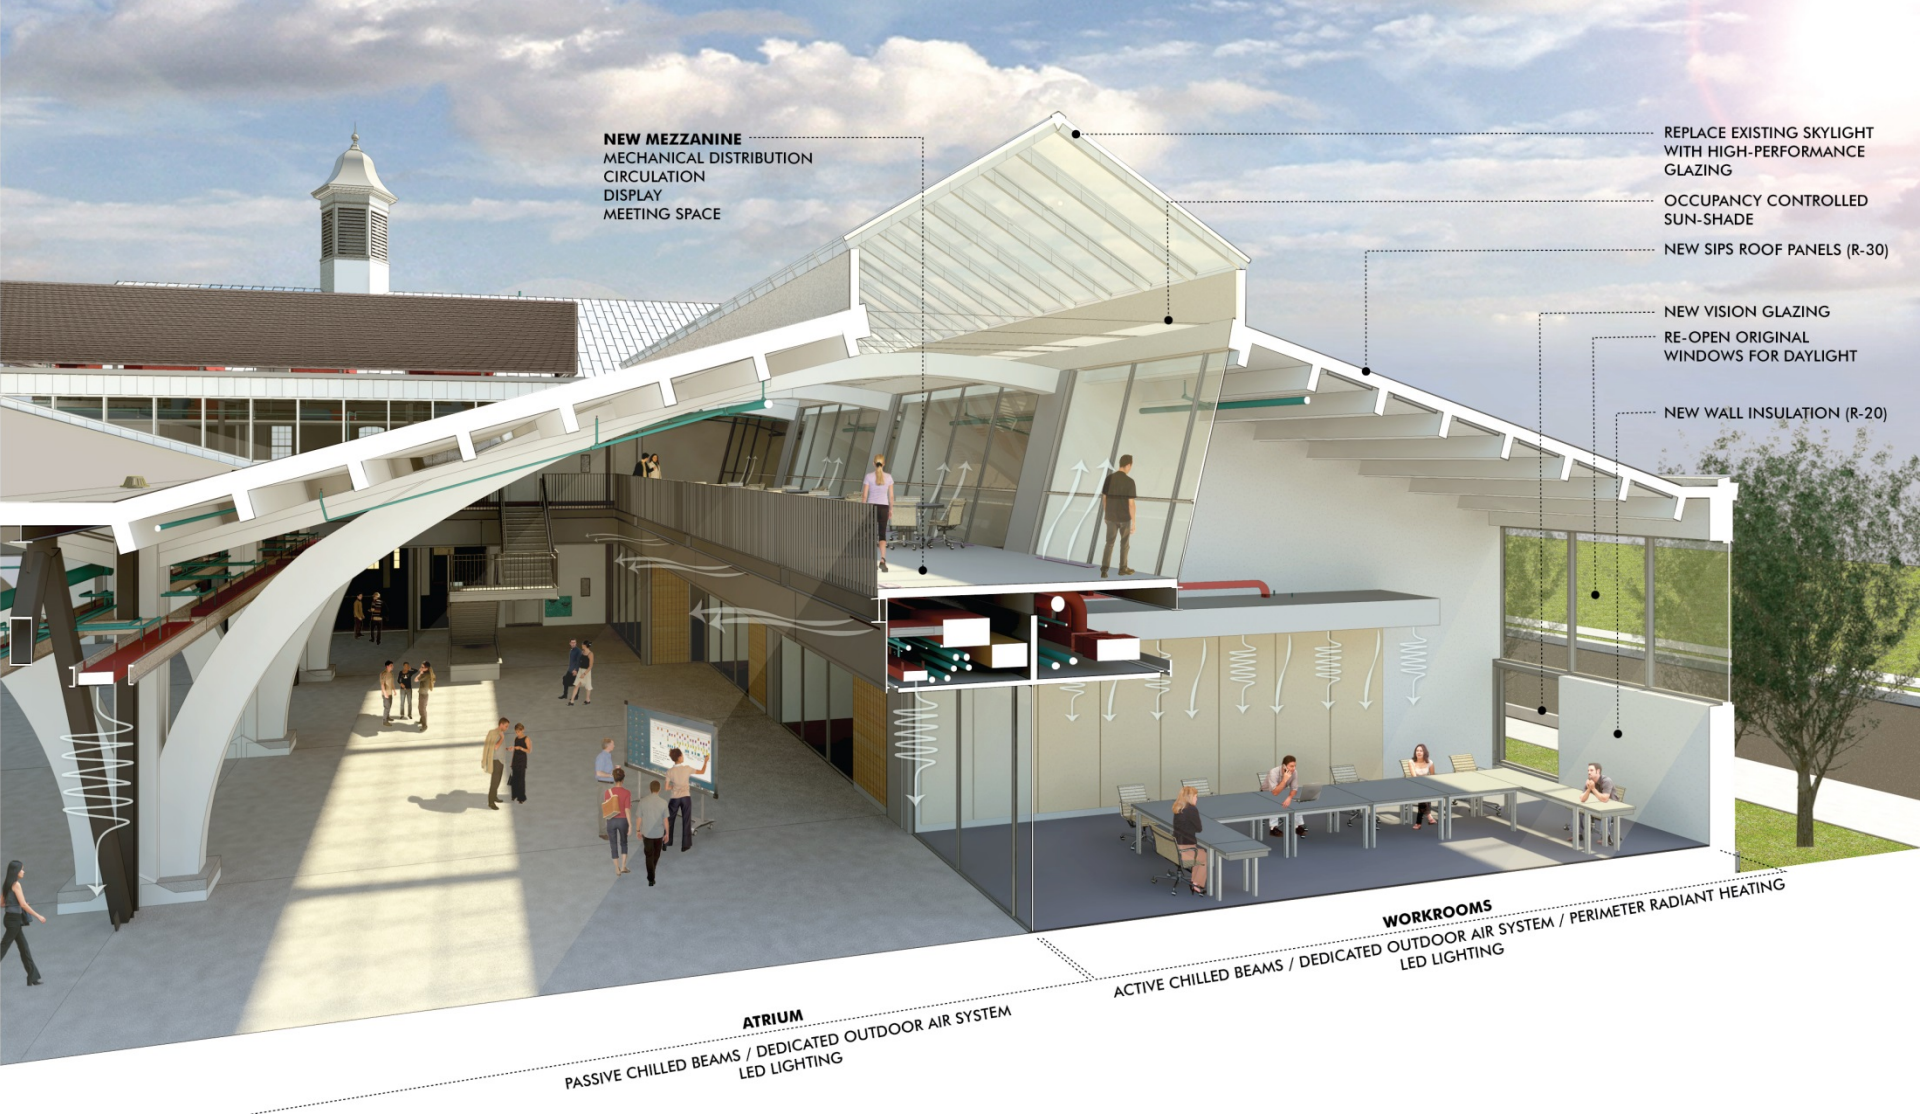 NEW MEZZANINE
MECHANICAL DISTRIBUTION
CIRCULATION
DISPLAY
MEETING SPACE
REPLACE EXISTING SKYLIGHT
WITH HIGH-PERFORMANCE
GLAZING
OCCUPANCY CONTROLLED
SUN-SHADE
NEW SIPS ROOF PANELS (R-30)
NEW VISION GLAZING
RE-OPEN ORIGINAL
WINDOWS FOR DAYLIGHT
NEW WALL INSULATION (R-20)
WORKROOMS
ACTIVE CHILLED BEAMS / DEDICATED OUTDOOR AIR SYSTEM / PERIMETER RADIANT HEATING
LED LIGHTING
ATRIUM
PASSIVE CHILLED BEAMS / DEDICATED OUTDOOR AIR SYSTEM
LED LIGHTING